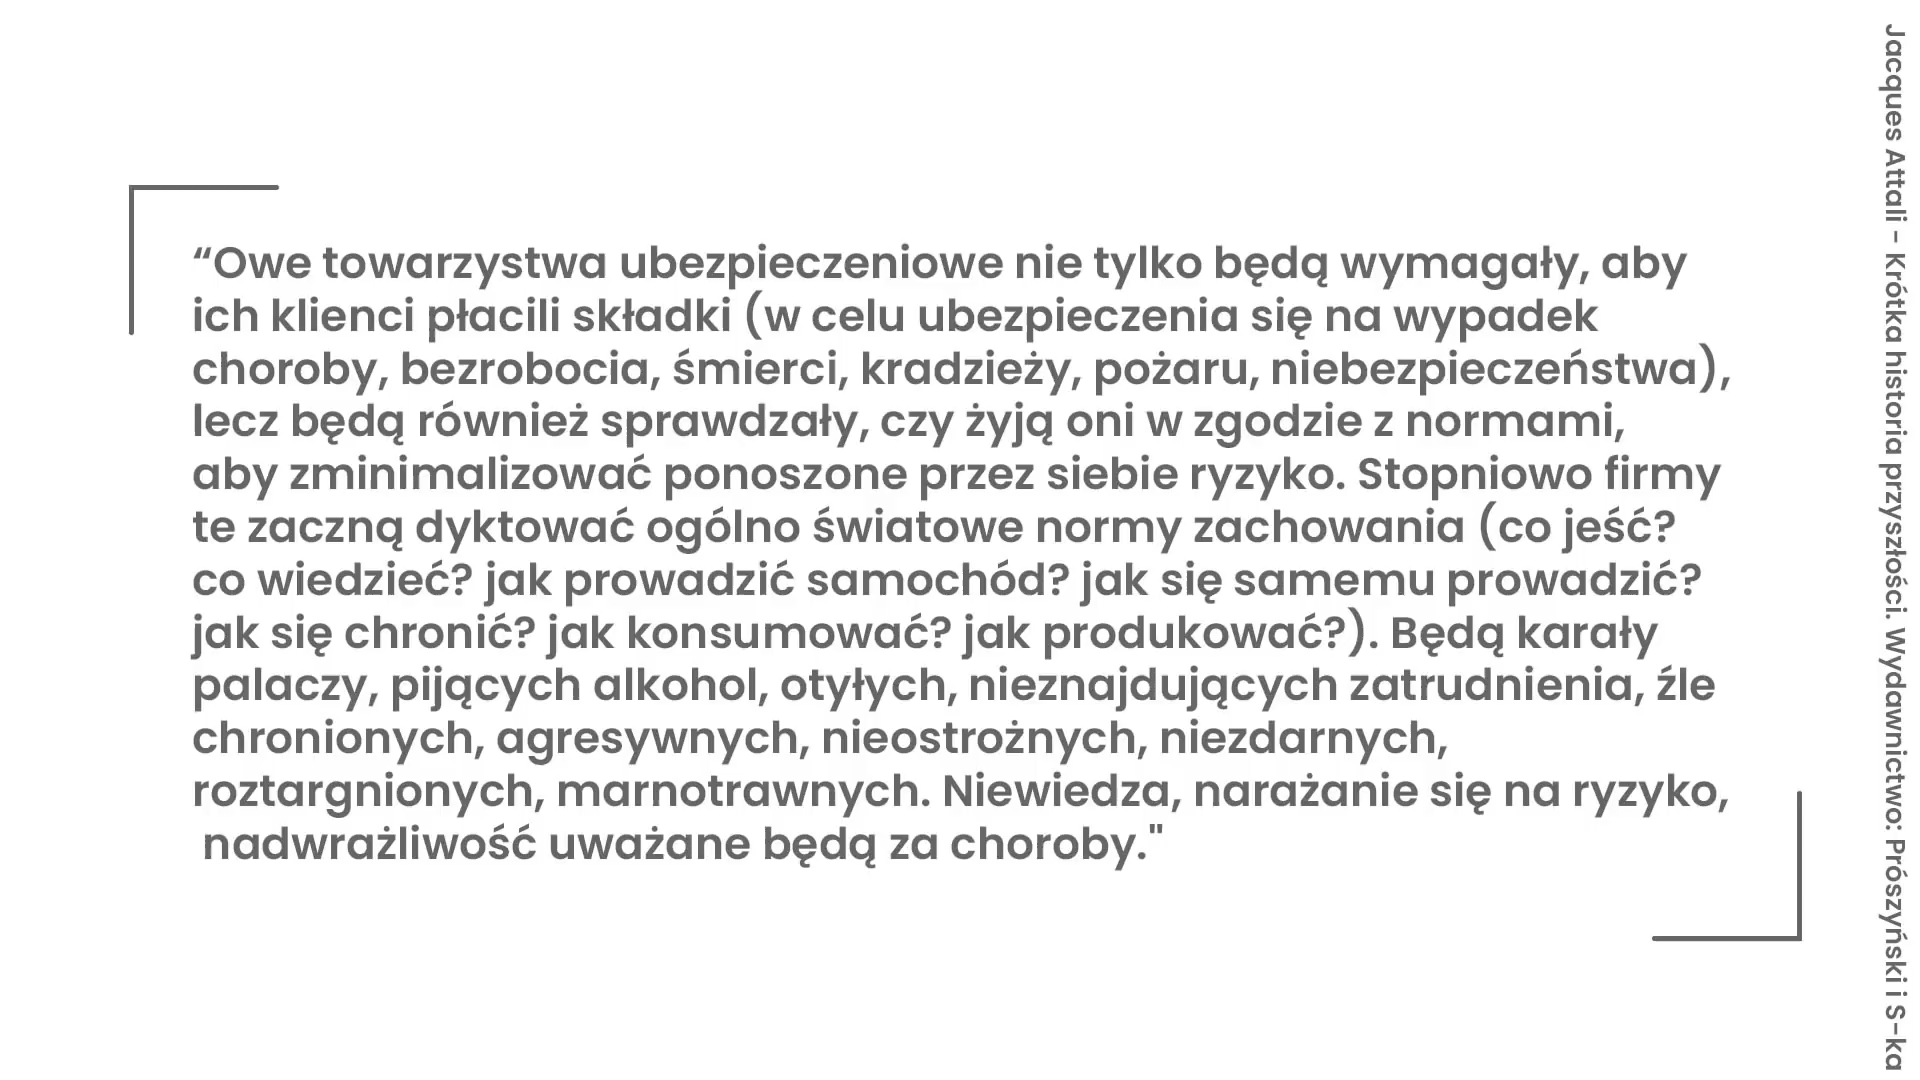 “Owe towarzystwa ubezpieczeniowe nie tylko będą wymagały, aby
ich klienci płacili składki (w celu ubezpieczenia się na wypadek
choroby, bezrobocia, śmierci, kradzieży, pożaru, niebezpieczeństwa),
lecz będą również sprawdzały, czy żyją oni w zgodzie z normami,
aby zminimalizować ponoszone przez siebie ryzyko. Stopniowo firmy
te zaczną dyktować ogólno światowe normy zachowania (co jeść?
co wiedzieć? jak prowadzić samochód? jak się samemu prowadzić?
jak się chronić? jak konsumować? jak produkować?). Będą karały
palaczy, pijących alkohol, otyłych, nieznajdujących zatrudnienia, źle
chronionych, agresywnych, nieostrożnych, niezdarnych,
roztargnionych, marnotrawnych. Niewiedza, narażanie się na ryzyko,
nadwrażliwość uważane będą za choroby."
Jacques Attali - Krótka historia przyszłości. Wydawnictwo: Prószyński i S-ka